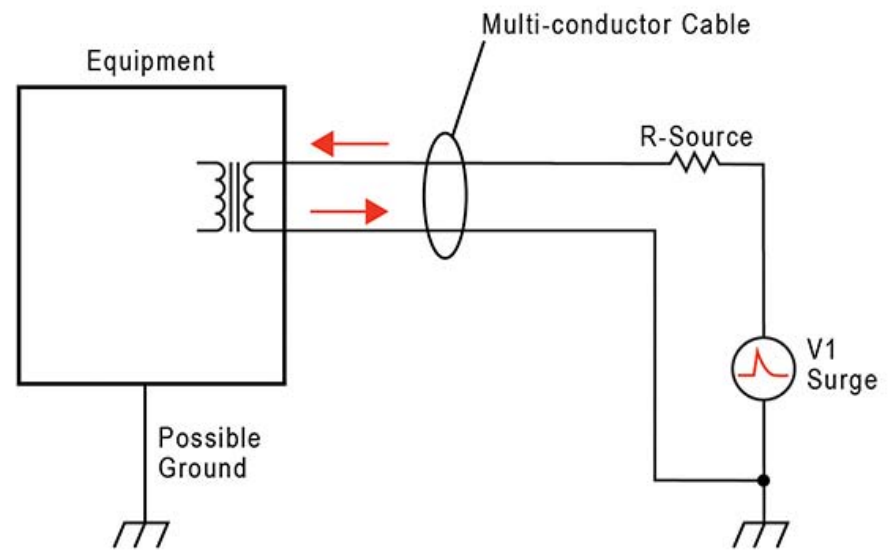 Multi-conductor Cable
Equipment
R-Source
V1
Surge
Possible
Ground